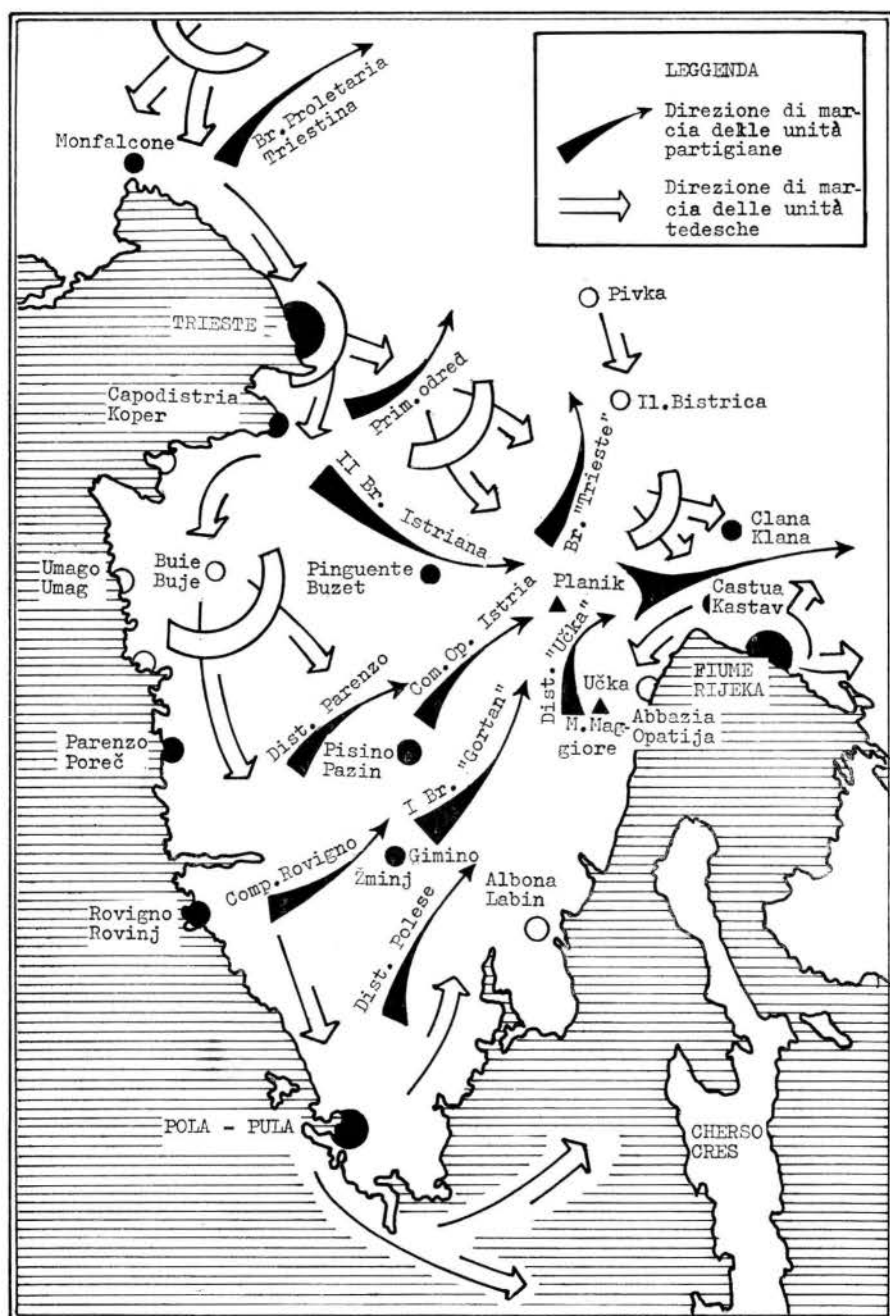 LEGGENDA
Direzione di mar-
cia delle unità
partigiane
Direzione di mar-
cia delle unità
tedesche
Br. Proletaria
Triestina
Monfalcone
Pivka
TRIESTE
Il.Bistrica
Capodistria
Koper
Prim.odred
Br. "Trieste"
II Br. Istriana
Clana
Klana
Umago
Umag
Buie
Buje
Pinguente
Buzet
Planik
Castua
Kastav
Com.Op. Istria
Dist. "Učka"
Učka
FIUME
RIJEKA
Dist. Parenzo
M.Mag-
giore
Abbazia
Opatija
Parenzo
Poreč
Pisino
Pazin
I Br. "Gortan"
Comp.Rovigno
Gimino
Žminj
Albona
Labin
Rovigno
Rovinj
Dist. Polese
POLA - PULA
CHERSO
CRES